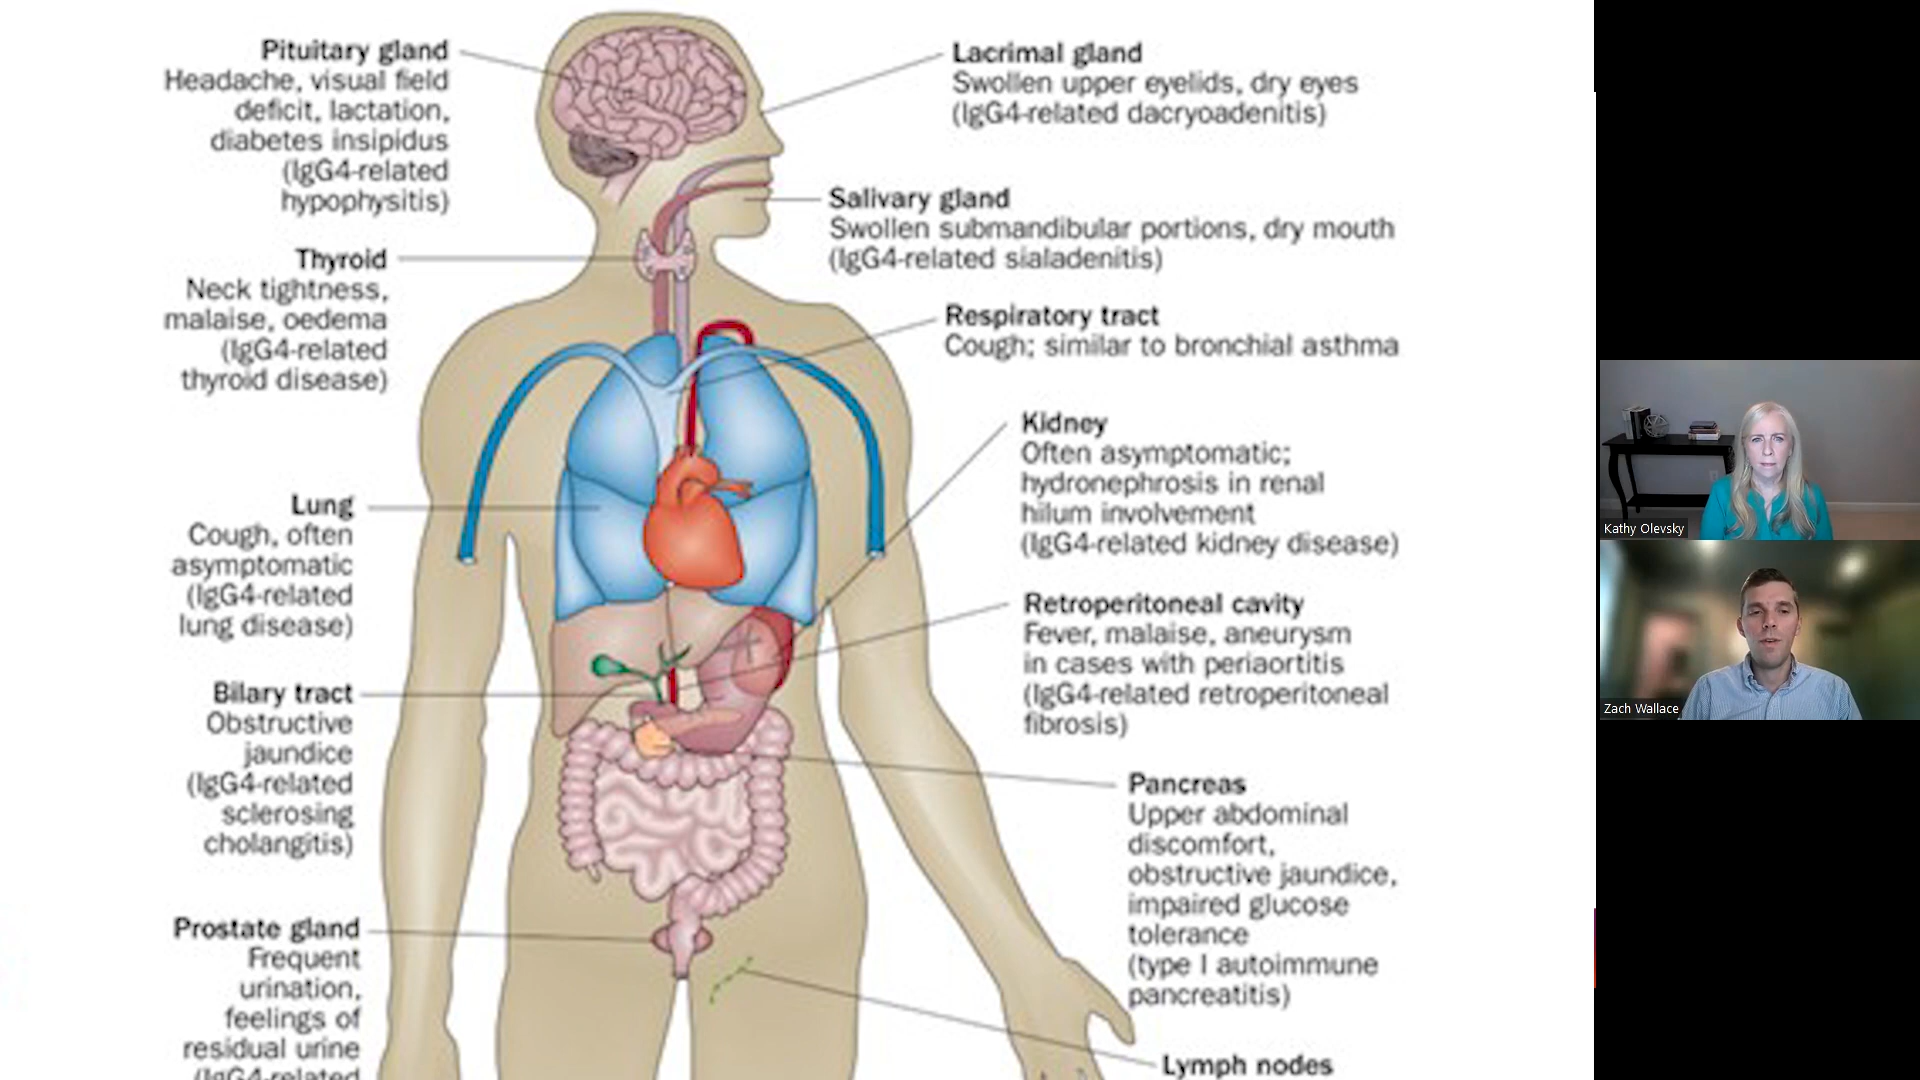 Pituitary gland
Headache, visual field
deficit, lactation,
diabetes insipidus
(IgG4-related
hypophysitis)
Thyroid
Neck tightness,
malaise, oedema
(IgG4-related
thyroid disease)
Lung
Cough, often
asymptomatic
(IgG4-related
lung disease)
Bilary tract
Obstructive
jaundice
(IgG4-related
sclerosing
cholangitis)
Prostate gland
Frequent
urination,
feelings of
residual urine
(IgG4-related
Lacrimal gland
Swollen upper eyelids, dry eyes
(IgG4-related dacryoadenitis)
Salivary gland
Swollen submandibular portions, dry mouth
(IgG4-related sialadenitis)
Respiratory tract
Cough; similar to bronchial asthma
Kidney
Often asymptomatic;
hydronephrosis in renal
hilum involvement
(IgG4-related kidney disease)
Retroperitoneal cavity
Fever, malaise, aneurysm
in cases with periaortitis
(IgG4-related retroperitoneal
fibrosis)
Pancreas
Upper abdominal
discomfort,
obstructive jaundice,
impaired glucose
tolerance
(type I autoimmune
pancreatitis)
Lymph nodes
Kathy Olevsky
Zach Wallace